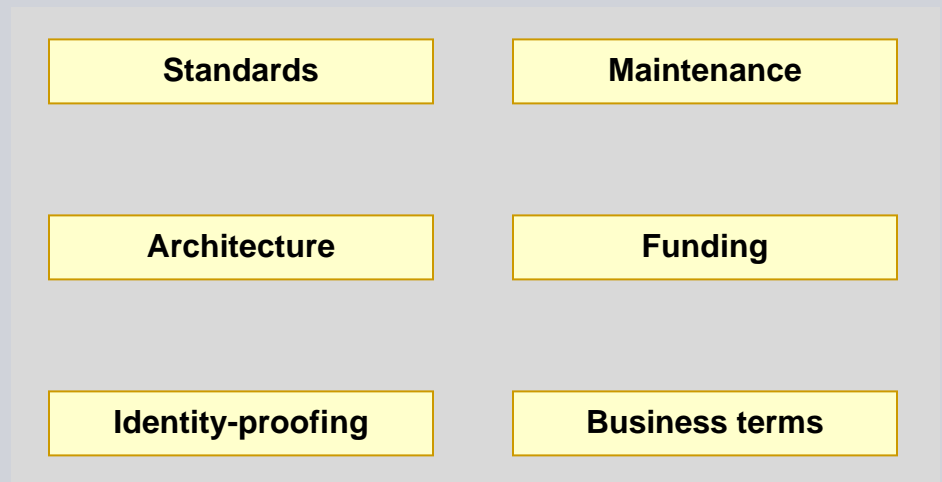 Standards
Maintenance
Architecture
Funding
Identity-proofing
Business terms